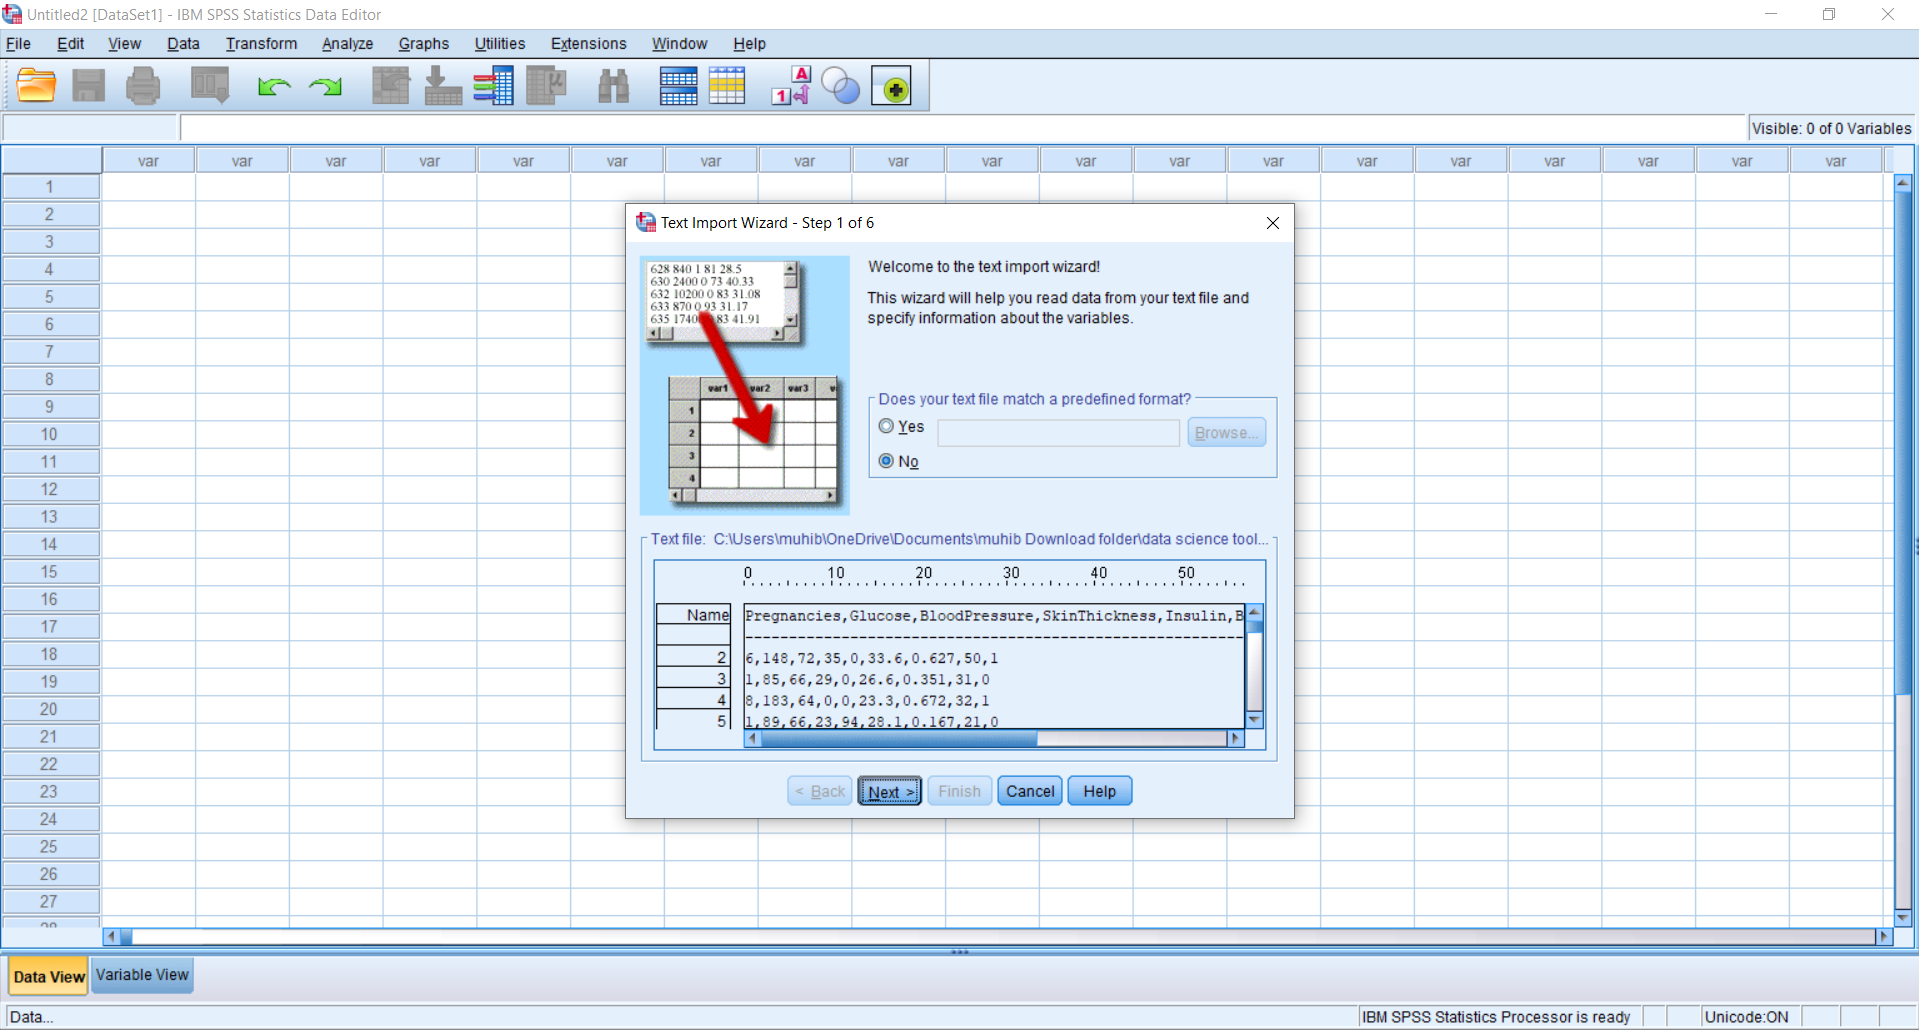 Untitled2 [DataSet1] - IBM SPSS Statistics Data Editor
File Edit View Data Transform Analyze Graphs Utilities Extensions Window Help
A
1
Visible: 0 of 0 Variables
var var var var var var var var var var var var var var var var var var var
1
2
3
4
5
6
7
8
9
10
11
12
13
14
15
16
17
18
19
20
21
22
23
24
25
26
27
28
Text Import Wizard - Step 1 of 6
628 840 1 81 28.5
630 2400 0 73 40.33
632 10200 0 83 31.08
633 870 0 93 31.17
635 1740 83 41.91
var1 var2 var3 v
1
2
3
4
Welcome to the text import wizard!
This wizard will help you read data from your text file and
specify information about the variables.
Does your text file match a predefined format?
Yes Browse...
No
Text file: C:\Users\muhib\OneDrive\Documents\muhib Download folder\data science tool...
0 10 20 30 40 50
Name Pregnancies,Glucose,BloodPressure,SkinThickness,Insulin,B
2 6,148,72,35,0,33.6,0.627,50,1
3 1,85,66,29,0,26.6,0.351,31,0
4 8,183,64,0,0,23.3,0.672,32,1
5 1,89,66,23,94,28.1,0.167,21,0
< Back Next > Finish Cancel Help
Data View Variable View
Data... IBM SPSS Statistics Processor is ready Unicode:ON